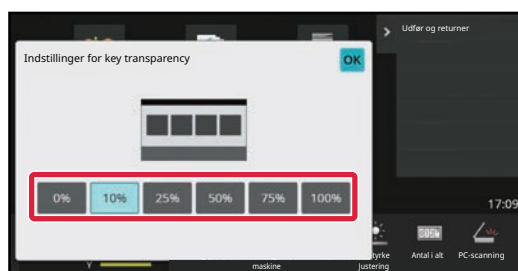 Udfør og returner
Indstillinger for key transparency
OK
0% 10% 25% 50% 75% 100%
17:09
Antal i alt PC-scanning
Y maskine Justering